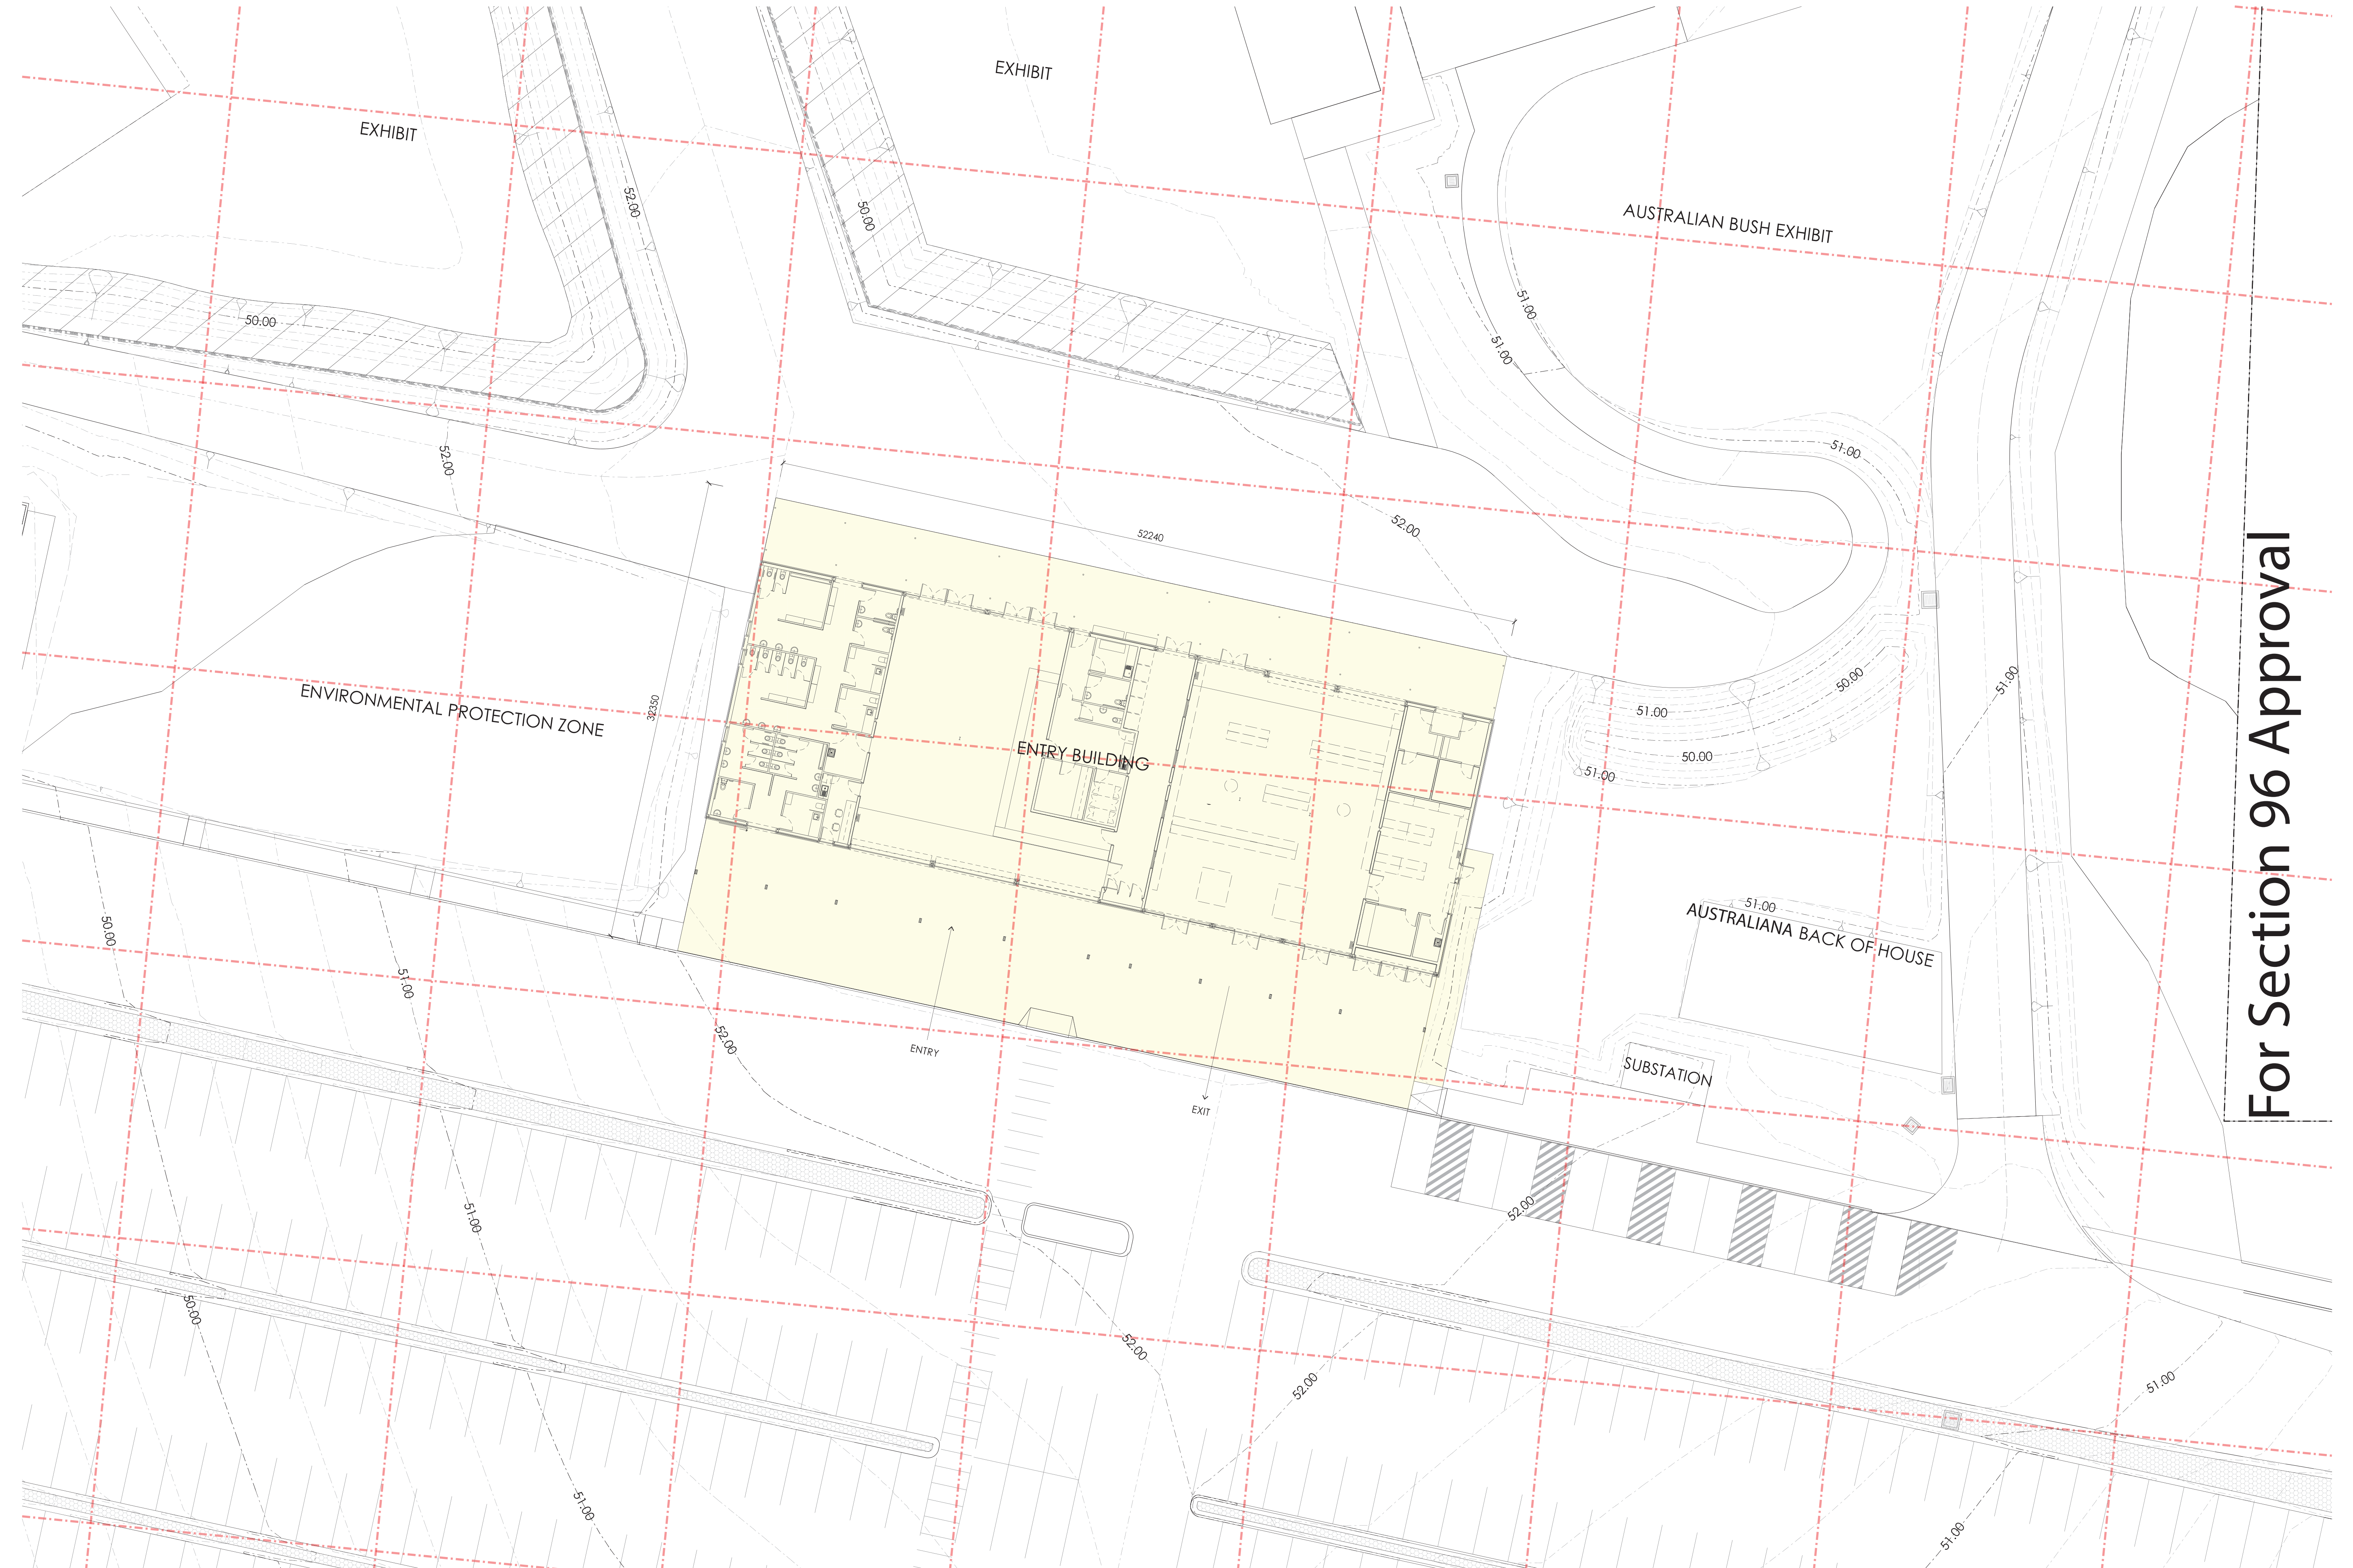 EXHIBIT
EXHIBIT
52.00
50.00
AUSTRALIAN BUSH EXHIBIT
50.00
51.00
51.00
52.00
51.00
52.00
52240
ENVIRONMENTAL PROTECTION ZONE
32350
ENTRY BUILDING
51.00
50.00
51.00
50.00
51.00
51.00
AUSTRALIANA BACK OF HOUSE
50.00
51.00
52.00
ENTRY
EXIT
SUBSTATION
For Section 96 Approval
51.00
52.00
50.00
52.00
52.00
51.00
51.00
51.00